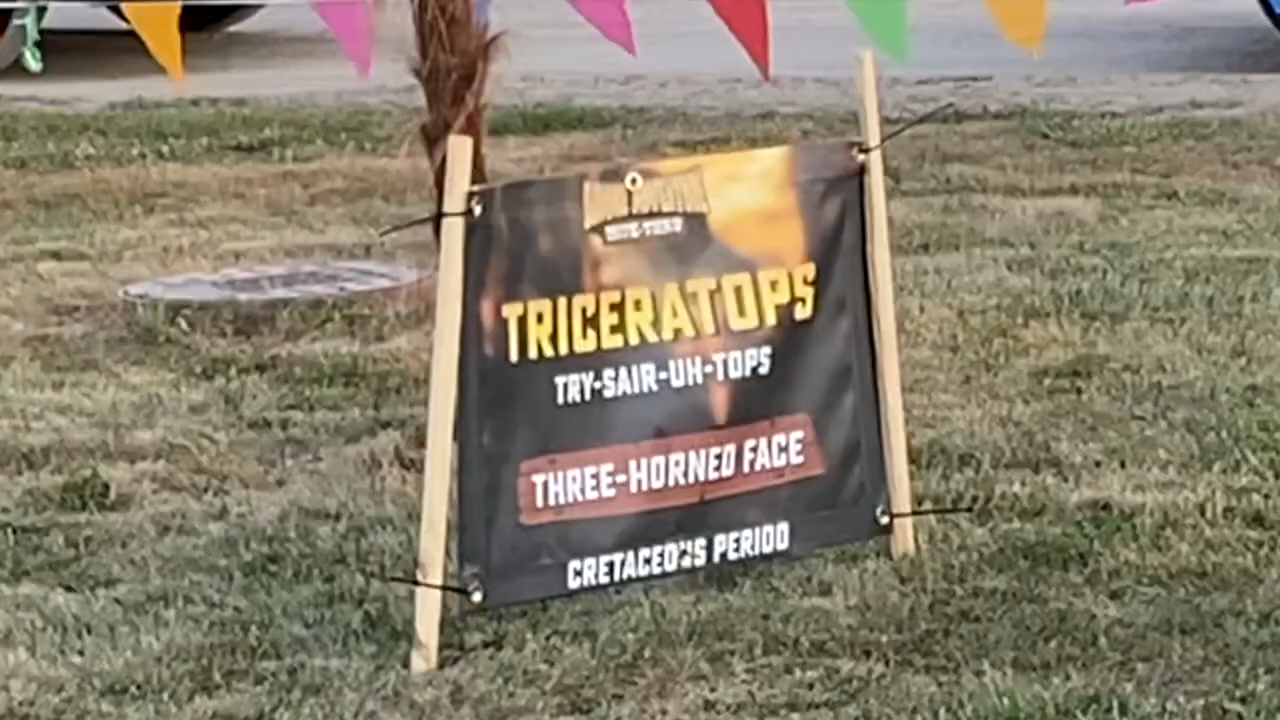 TRICERATOPS
TRY-SAIR-UH-TOPS
THREE-HORNED FACE
CRETACEOUS PERIOD